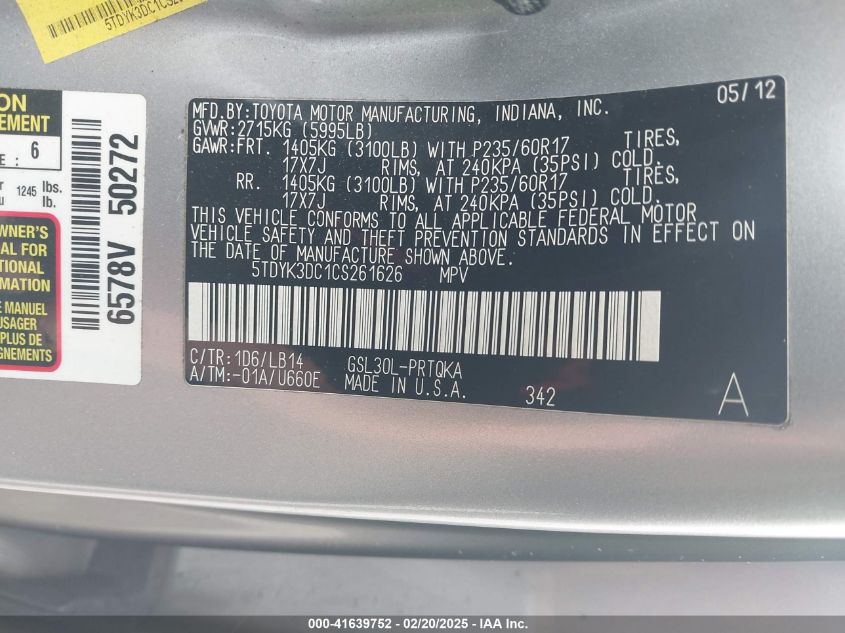 5TDYK3DC1CS2
ON
EMENT
E : 6
1245 lbs.
lb.
WNER'S
AL FOR
TIONAL
RMATION
E MANUEL
USAGER
PLUS DE
GNEMENTS
6578V 50272
05/12
MFD.BY:TOYOTA MOTOR MANUFACTURING, INDIANA, INC.
GVWR:2715KG (5995LB)
GAWR:FRT. 1405KG (3100LB) WITH P235/60R17 TIRES,
17X7J RIMS, AT 240KPA (35PSI) COLD.
RR. 1405KG (3100LB) WITH P235/60R17 TIRES,
17X7J RIMS, AT 240KPA (35PSI) COLD.
THIS VEHICLE CONFORMS TO ALL APPLICABLE FEDERAL MOTOR
VEHICLE SAFETY AND THEFT PREVENTION STANDARDS IN EFFECT ON
THE DATE OF MANUFACTURE SHOWN ABOVE.
5TDYK3DC1CS261626 MPV
C/TR:1D6/LB14 GSL30L-PRTQKA
A/TM:-01A/U660E MADE IN U.S.A. 342
A
000-41639752 - 02/20/2025 - IAA Inc.